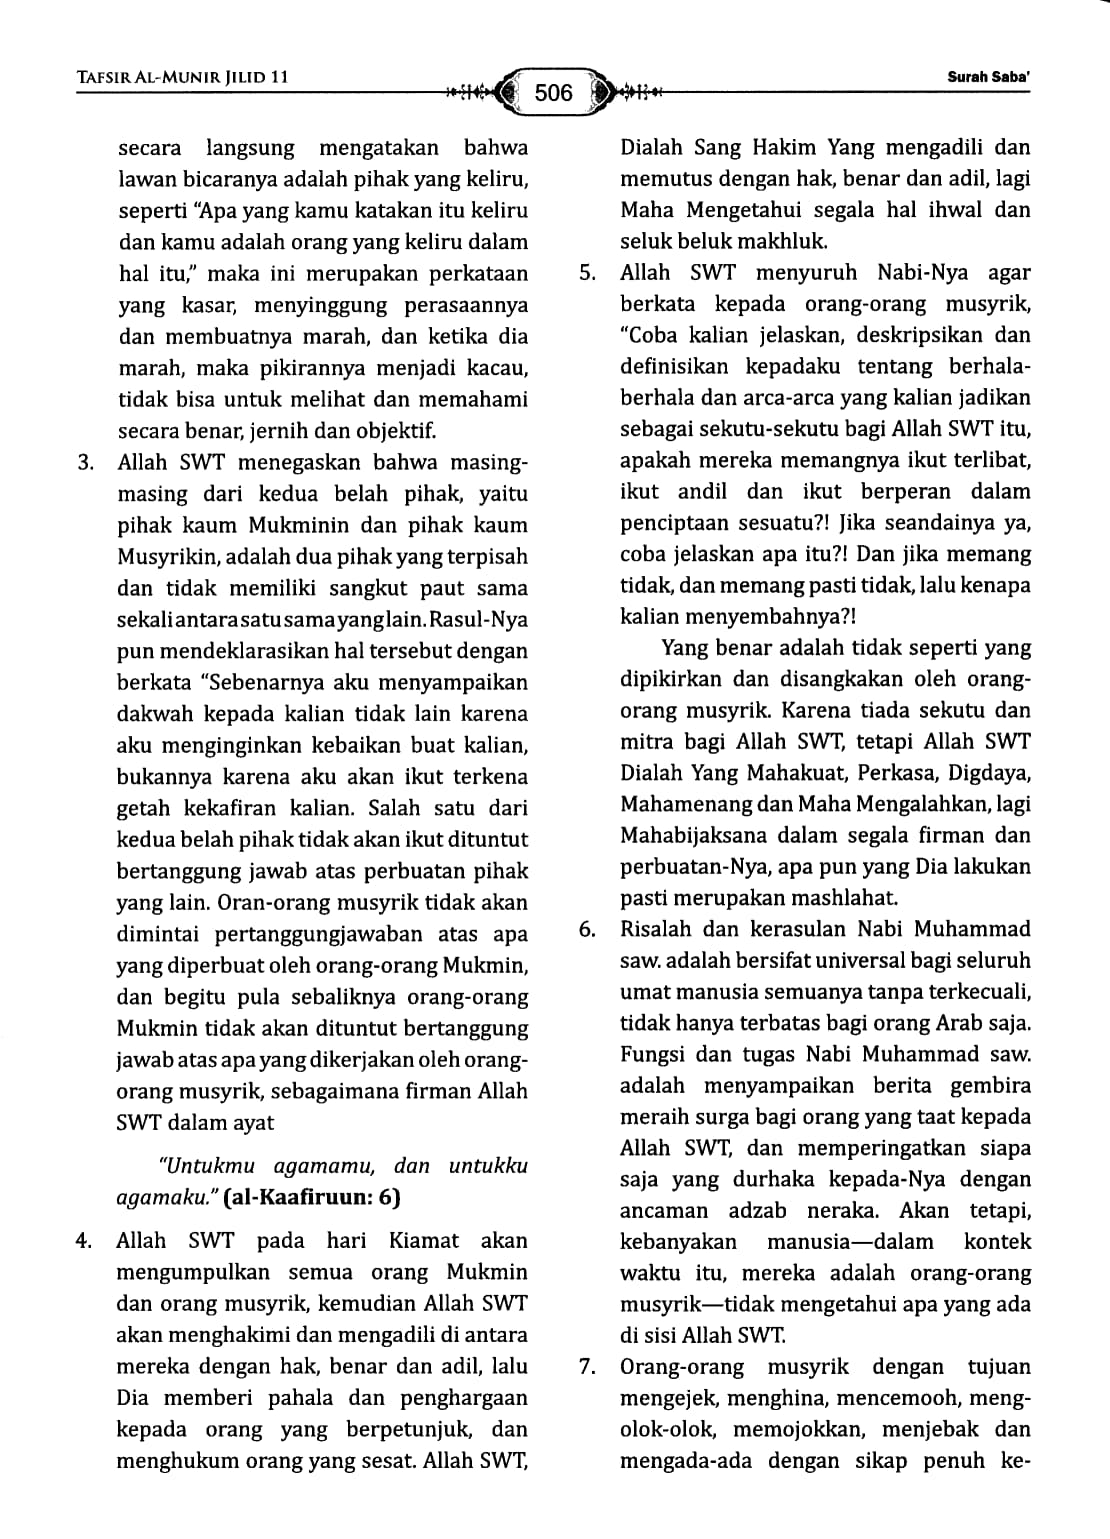 TAFSIR AL-MUNIR JILID 11
506
Surah Saba'
secara langsung mengatakan bahwa
lawan bicaranya adalah pihak yang keliru,
seperti “Apa yang kamu katakan itu keliru
dan kamu adalah orang yang keliru dalam
hal itu,” maka ini merupakan perkataan
yang kasar, menyinggung perasaannya
dan membuatnya marah, dan ketika dia
marah, maka pikirannya menjadi kacau,
tidak bisa untuk melihat dan memahami
secara benar, jernih dan objektif.
3. Allah SWT menegaskan bahwa masing-
masing dari kedua belah pihak, yaitu
pihak kaum Mukminin dan pihak kaum
Musyrikin, adalah dua pihak yang terpisah
dan tidak memiliki sangkut paut sama
sekali antara satu sama yang lain. Rasul-Nya
pun mendeklarasikan hal tersebut dengan
berkata “Sebenarnya aku menyampaikan
dakwah kepada kalian tidak lain karena
aku menginginkan kebaikan buat kalian,
bukannya karena aku akan ikut terkena
getah kekafiran kalian. Salah satu dari
kedua belah pihak tidak akan ikut dituntut
bertanggung jawab atas perbuatan pihak
yang lain. Oran-orang musyrik tidak akan
dimintai pertanggungjawaban atas apa
yang diperbuat oleh orang-orang Mukmin,
dan begitu pula sebaliknya orang-orang
Mukmin tidak akan dituntut bertanggung
jawab atas apa yang dikerjakan oleh orang-
orang musyrik, sebagaimana firman Allah
SWT dalam ayat
“Untukmu agamamu, dan untukku
agamaku.” (al-Kaafiruun: 6)
4. Allah SWT pada hari Kiamat akan
mengumpulkan semua orang Mukmin
dan orang musyrik, kemudian Allah SWT
akan menghakimi dan mengadili di antara
mereka dengan hak, benar dan adil, lalu
Dia memberi pahala dan penghargaan
kepada orang yang berpetunjuk, dan
menghukum orang yang sesat. Allah SWT,
Dialah Sang Hakim Yang mengadili dan
memutus dengan hak, benar dan adil, lagi
Maha Mengetahui segala hal ihwal dan
seluk beluk makhluk.
5. Allah SWT menyuruh Nabi-Nya agar
berkata kepada orang-orang musyrik,
“Coba kalian jelaskan, deskripsikan dan
definisikan kepadaku tentang berhala-
berhala dan arca-arca yang kalian jadikan
sebagai sekutu-sekutu bagi Allah SWT itu,
apakah mereka memangnya ikut terlibat,
ikut andil dan ikut berperan dalam
penciptaan sesuatu?! Jika seandainya ya,
coba jelaskan apa itu?! Dan jika memang
tidak, dan memang pasti tidak, lalu kenapa
kalian menyembahnya?!
Yang benar adalah tidak seperti yang
dipikirkan dan disangkakan oleh orang-
orang musyrik. Karena tiada sekutu dan
mitra bagi Allah SWT, tetapi Allah SWT
Dialah Yang Mahakuat, Perkasa, Digdaya,
Mahamenang dan Maha Mengalahkan, lagi
Mahabijaksana dalam segala firman dan
perbuatan-Nya, apa pun yang Dia lakukan
pasti merupakan mashlahat.
6. Risalah dan kerasulan Nabi Muhammad
saw. adalah bersifat universal bagi seluruh
umat manusia semuanya tanpa terkecuali,
tidak hanya terbatas bagi orang Arab saja.
Fungsi dan tugas Nabi Muhammad saw.
adalah menyampaikan berita gembira
meraih surga bagi orang yang taat kepada
Allah SWT, dan memperingatkan siapa
saja yang durhaka kepada-Nya dengan
ancaman adzab neraka. Akan tetapi,
kebanyakan manusia—dalam kontek
waktu itu, mereka adalah orang-orang
musyrik—tidak mengetahui apa yang ada
di sisi Allah SWT.
7. Orang-orang musyrik dengan tujuan
mengejek, menghina, mencemooh, meng-
olok-olok, memojokkan, menjebak dan
mengada-ada dengan sikap penuh ke-